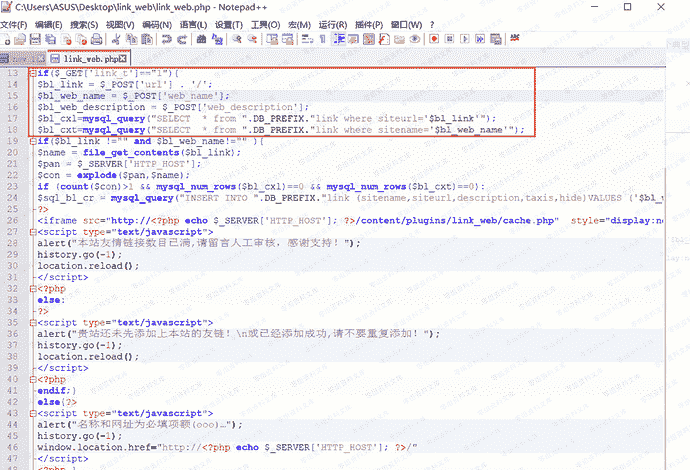 C:\Users\ASUS\Desktop\link_web\link_web.php - Notepad++
文件(F) 编辑(E) 搜索(S) 视图(V) 编码(N) 语言(L) 设置(T) 工具(O) 宏(M) 运行(R) 插件(P) 窗口(W) ?
link_web.php
13 if($_GET['link_t']=="1"){
14 $bl_link = $_POST['url'] . '/';
15 $bl_web_name = $_POST['web_name'];
16 $bl_web_description = $_POST['web_description'];
17 $bl_cxl=mysql_query("SELECT * from ".DB_PREFIX."link where siteurl='$bl_link'");
18 $bl_cxt=mysql_query("SELECT * from ".DB_PREFIX."link where sitename='$bl_web_name'");
19 if($bl_link !="" and $bl_web_name!="" ){
20 $name = file_get_contents($bl_link);
21 $pan = $_SERVER['HTTP_HOST'];
22 $con = explode($pan,$name);
23 if (count($con)>1 && mysql_num_rows($bl_cxl)==0 && mysql_num_rows($bl_cxt)==0):
24 $sql_bl_cr = mysql_query("INSERT INTO ".DB_PREFIX."link (sitename,siteurl,description,taxis,hide)VALUES ('$bl_w
25 ?>
26 <iframe src="http://<?php echo $_SERVER['HTTP_HOST']; ?>/content/plugins/link_web/cache.php" style="display:no
27 <script type="text/javascript">
28 alert("本站友情链接数目已满,请留言人工审核，感谢支持！");
29 history.go(-1);
30 location.reload();
31 </script>
32 <?php
33 else:
34 ?>
35 <script type="text/javascript">
36 alert("贵站还未先添加上本站的友链！\n或已经添加成功,请不要重复添加！");
37 history.go(-1);
38 location.reload();
39 </script>
40 <?php
41 endif;}
42 else{?>
43 <script type="text/javascript">
44 alert("名称和网址为必填项额(ooo)…");
45 history.go(-1);
46 window.location.href="http://<?php echo $_SERVER['HTTP_HOST']; ?>/"
47 </script>
48 <?php }